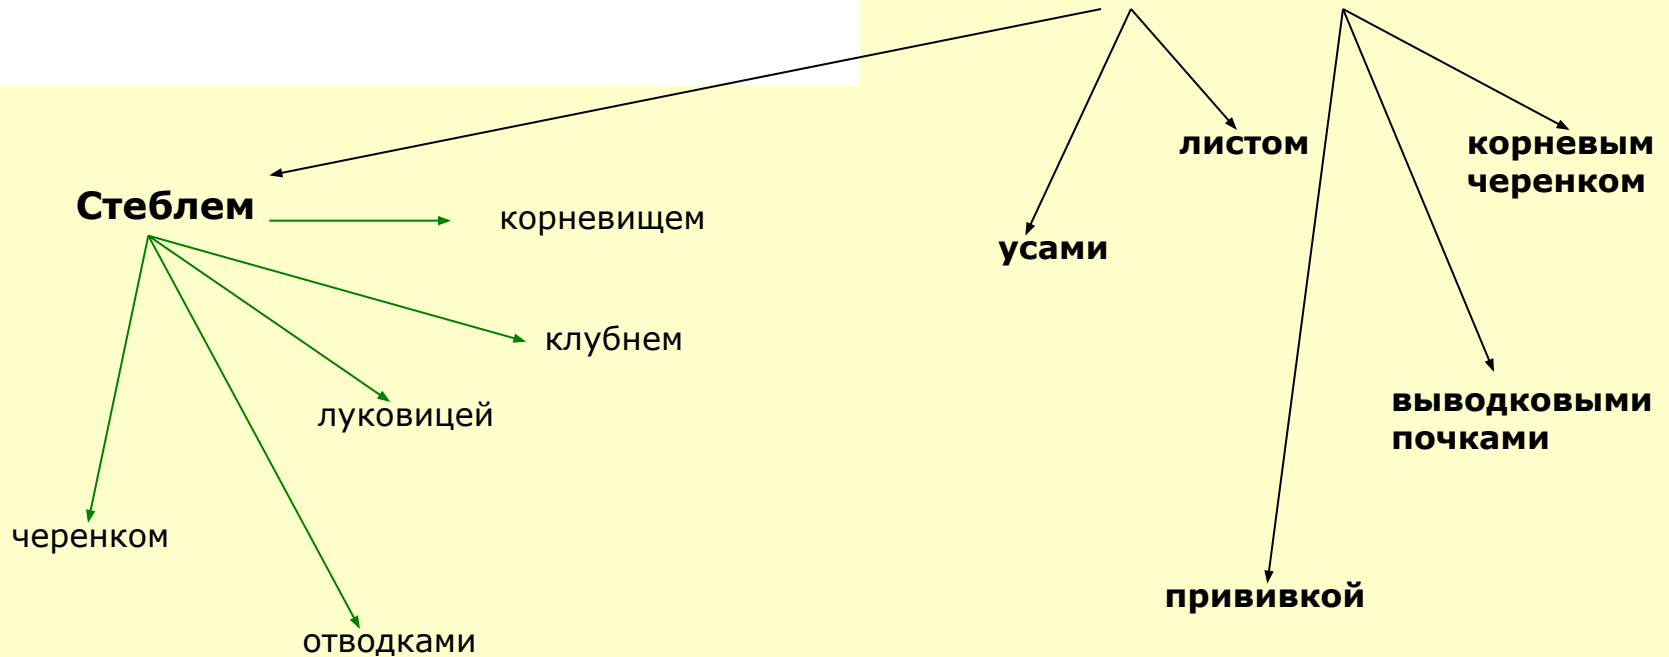 листом
корневым
черенком
Стеблем
корневищем
усами
клубнем
луковицей
выводковыми
почками
черенком
прививкой
отводками